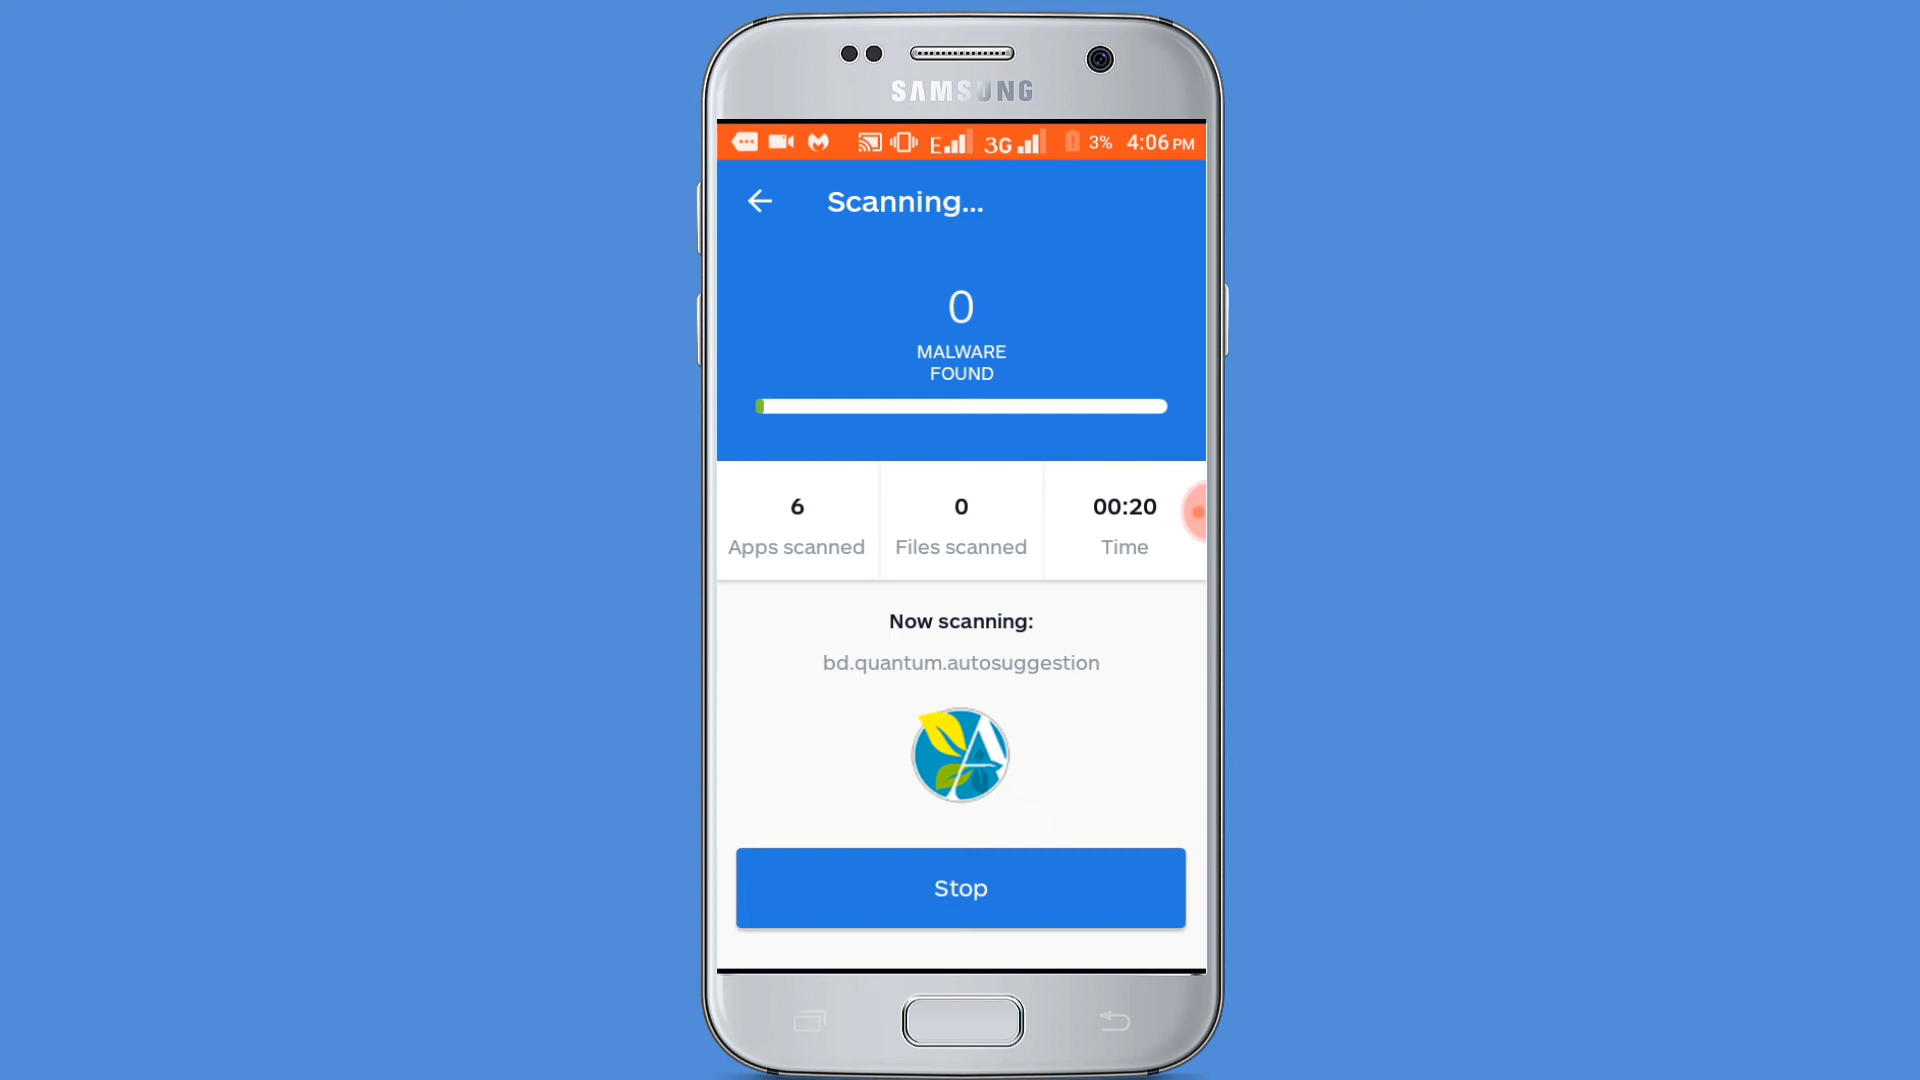 SAMSUNG
E 3G 3% 4:06 PM
Scanning...
0
MALWARE
FOUND
6 0 00:20
Apps scanned Files scanned Time
Now scanning:
bd.quantum.autosuggestion
A
Stop